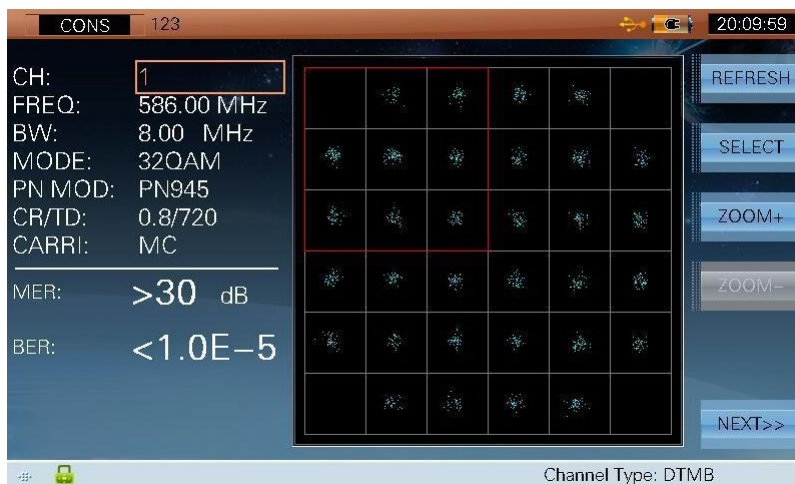 CONS 123 20:09:59
CH: 1
FREQ: 586.00 MHz
BW: 8.00 MHz
MODE: 32QAM
PN MOD: PN945
CR/TD: 0.8/720
CARRI: MC
MER: >30 dB
BER: <1.0E-5
REFRESH
SELECT
ZOOM+
ZOOM-
NEXT>>
Channel Type: DTMB